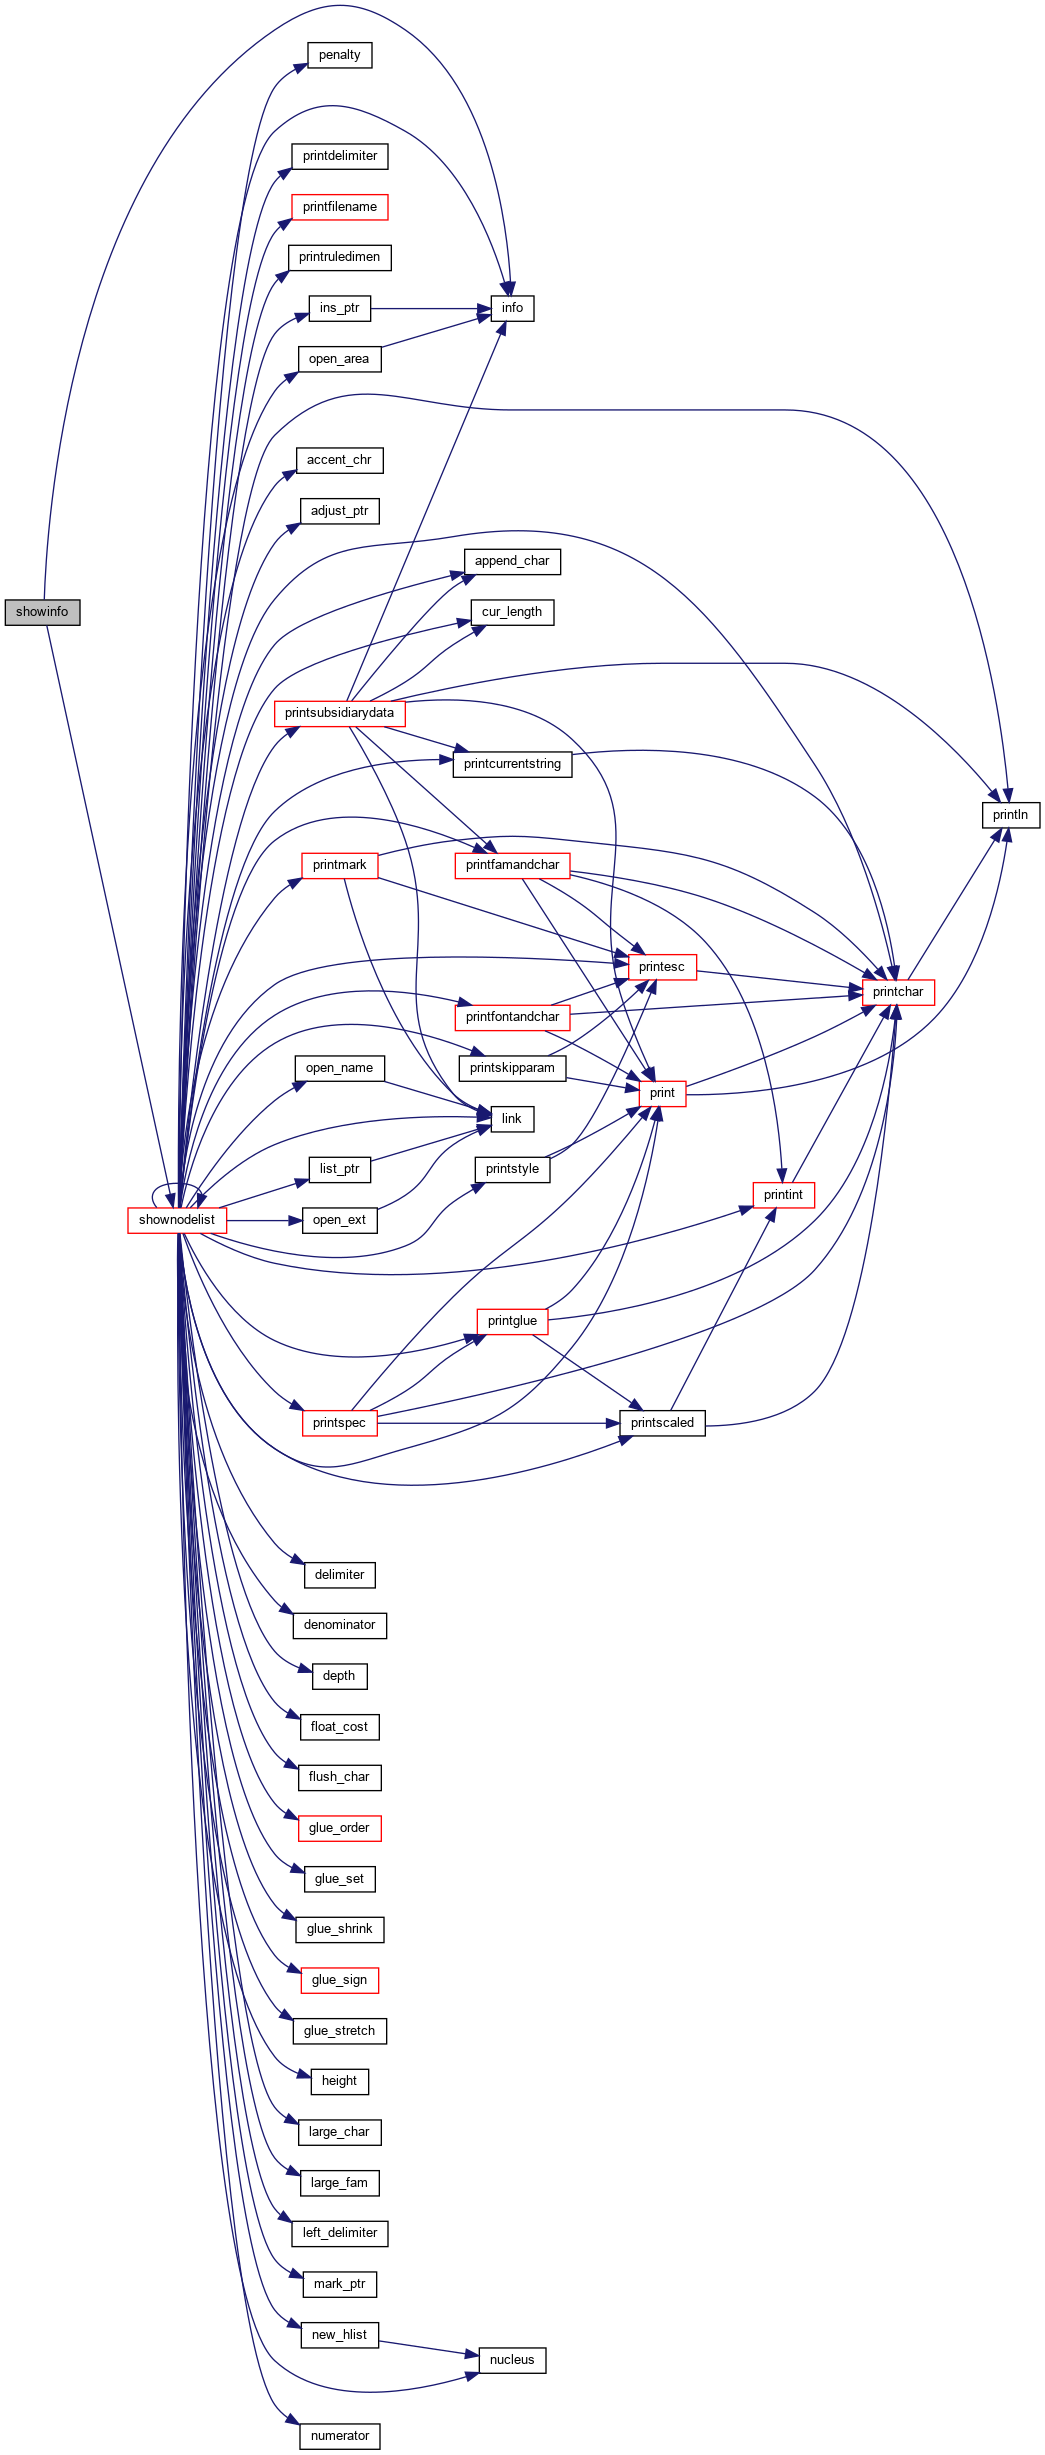 penalty
printdelimiter
printfilename
printruledimen
ins_ptr
info
open_area
accent_chr
adjust_ptr
append_char
showinfo
cur_length
printsubsidiarydata
printcurrentstring
println
printmark
printfamandchar
printesc
printchar
printfontandchar
open_name
printskipparam
print
link
list_ptr
printstyle
printint
shownodelist
open_ext
printglue
printspec
printscaled
delimiter
denominator
depth
float_cost
flush_char
glue_order
glue_set
glue_shrink
glue_sign
glue_stretch
height
large_char
large_fam
left_delimiter
mark_ptr
new_hlist
nucleus
numerator